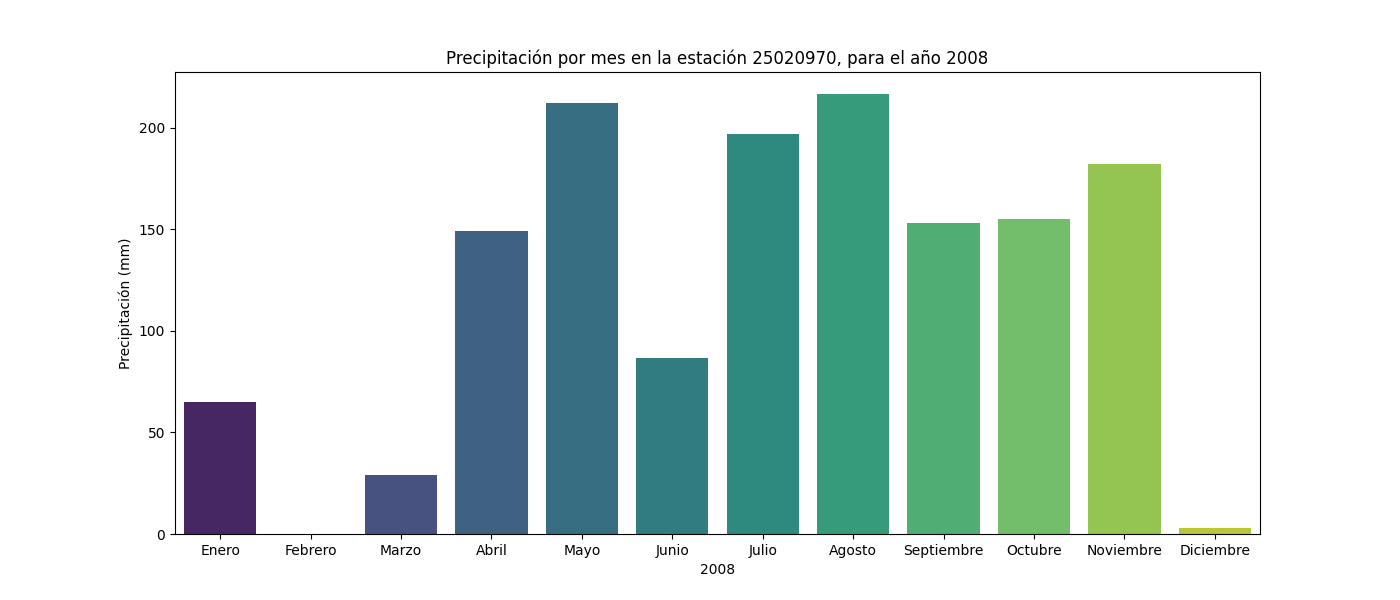 Precipitación por mes en la estación 25020970, para el año 2008
Precipitación (mm)
200
150
100
50
0
Enero Febrero Marzo Abril Mayo Junio Julio Agosto Septiembre Octubre Noviembre Diciembre
2008